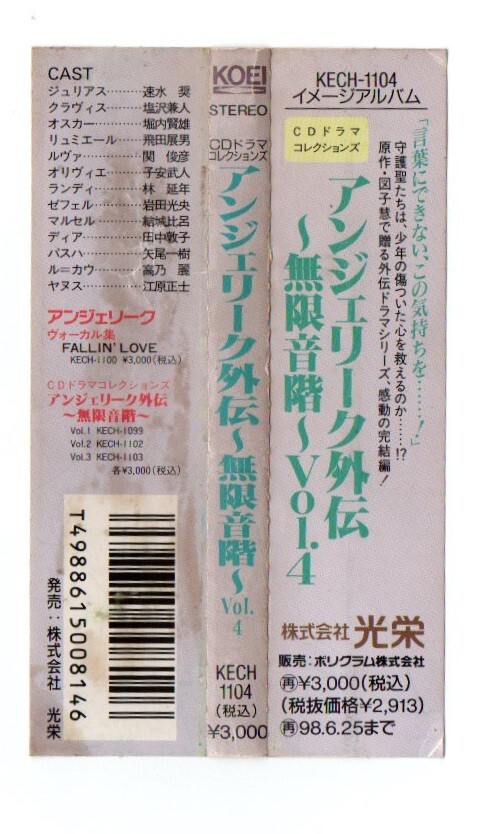 CAST
ジュリアス………速水　奨
クラヴィス………塩沢兼人
オスカー…………堀内賢雄
リュミエール……飛田展男
ルヴァ……………関　俊彦
オリヴィエ………子安武人
ランディ…………林　延年
ゼフェル…………岩田光央
マルセル…………結城比呂
ディア……………田中敦子
パスハ……………矢尾一樹
ル=カウ…………高乃　麗
ヤヌス……………江原正士
アンジェリーク
ヴォーカル集
FALLIN' LOVE
KECH-1100 ¥3,000(税込)
CDドラマコレクションズ
アンジェリーク外伝
〜無限音階〜
Vol.1 KECH-1099
Vol.2 KECH-1102
Vol.3 KECH-1103
各¥3,000(税込)
T4988615008146
発売：株式会社　光栄
KOEI
STEREO
CDドラマ
コレクションズ
アンジェリーク外伝〜無限音階〜
Vol.
4
KECH
1104
(税込)
¥3,000
KECH-1104
イメージアルバム
CDドラマ
コレクションズ
「言葉にできない、この気持ちを……！」
守護聖たちは、少年の傷ついた心を救えるのか……!?
原作・図子慧で贈る外伝ドラマシリーズ、感動の完結編！
アンジェリーク外伝
〜無限音階〜Vol.4
株式会社 光栄
販売：ポリグラム株式会社
再¥3,000(税込)
(税抜価格¥2,913)
再98.6.25まで